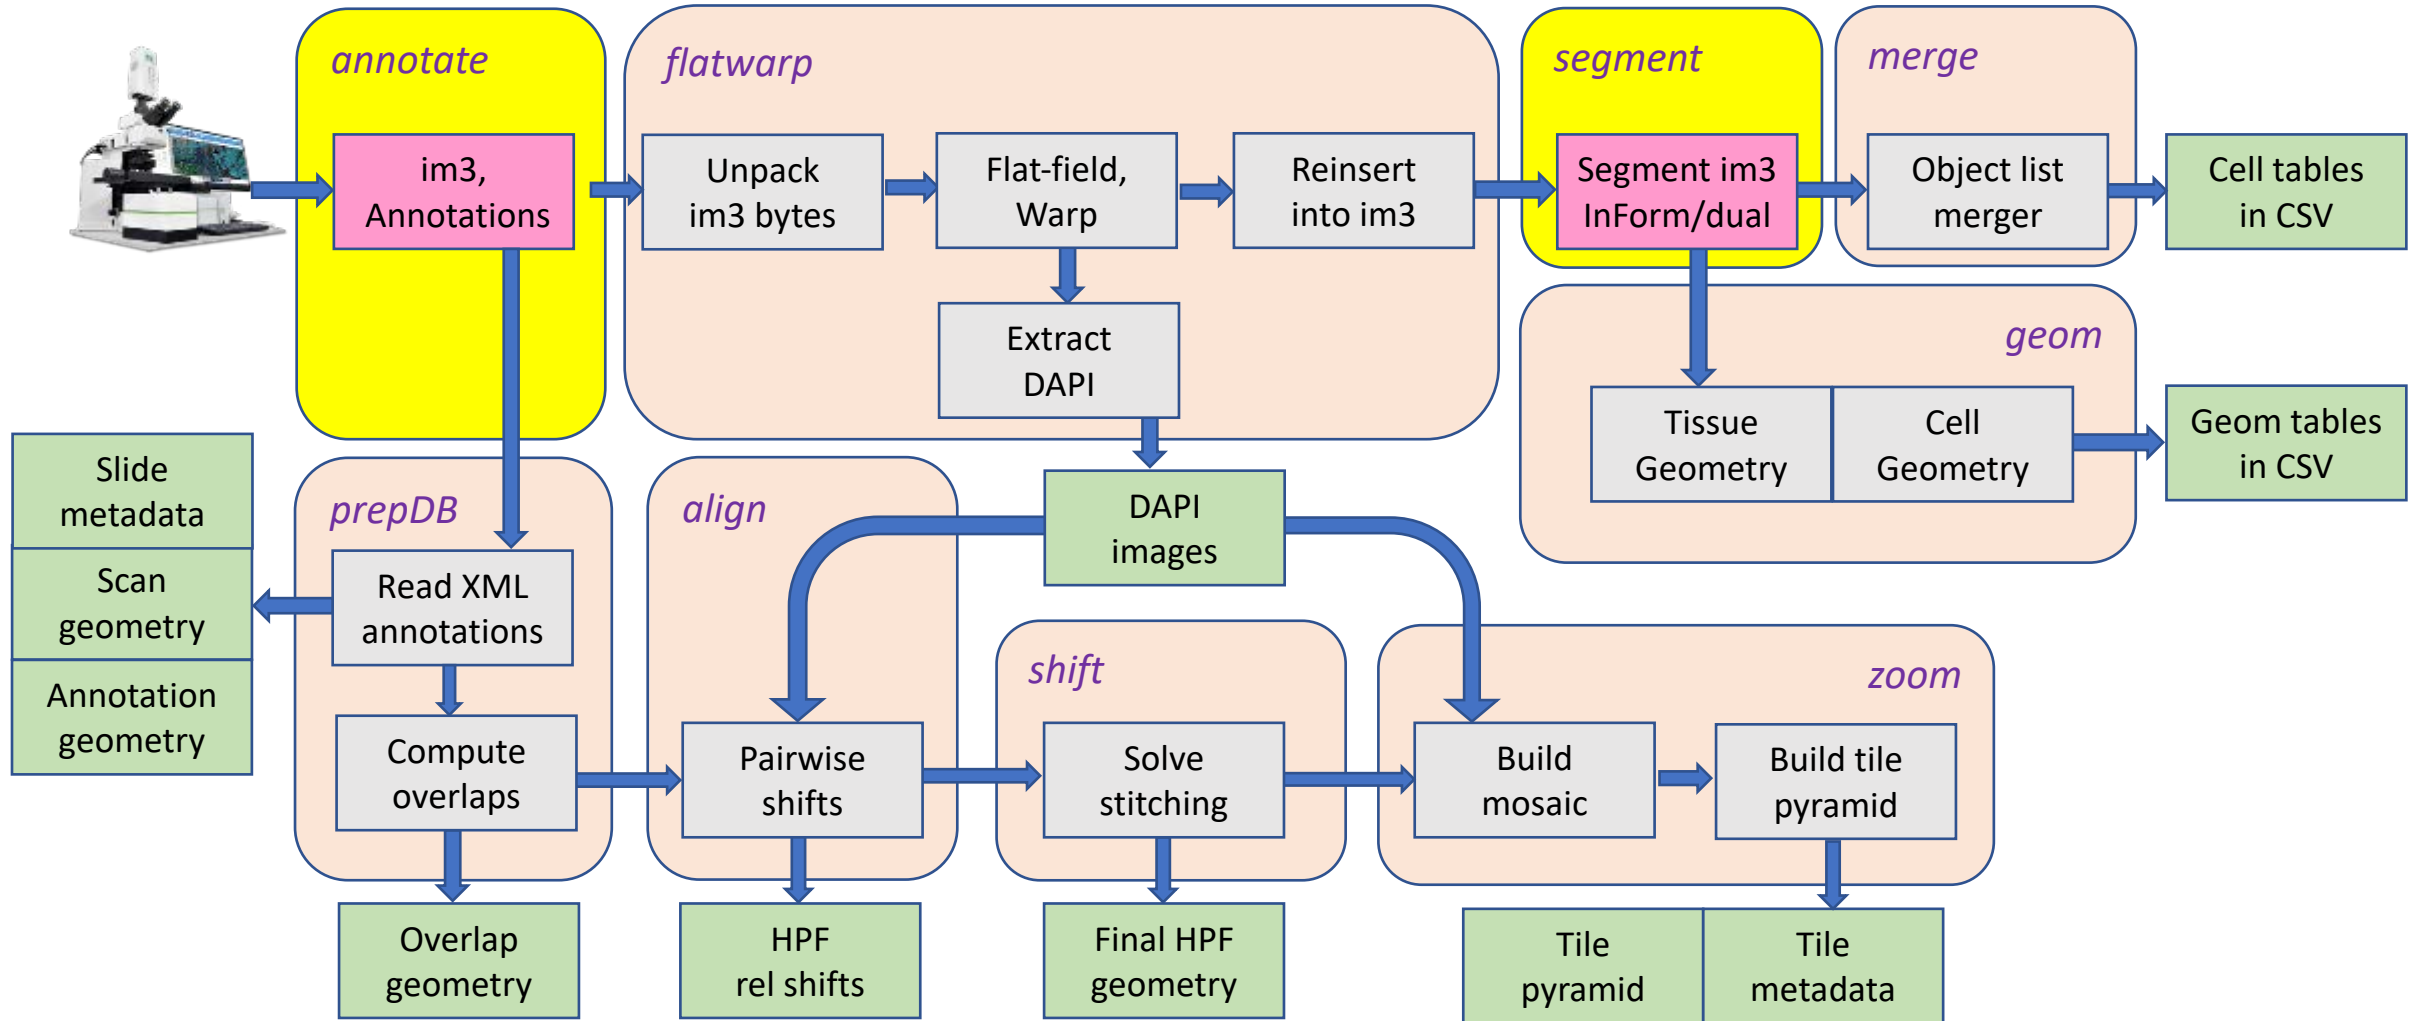 annotate
im3,
Annotations
flatwarp
Unpack
im3 bytes
Flat-field,
Warp
Reinsert
into im3
Extract
DAPI
segment
Segment im3
InForm/dual
merge
Object list
merger
Cell tables
in CSV
geom
Tissue
Geometry
Cell
Geometry
Geom tables
in CSV
Slide
metadata
Scan
geometry
Annotation
geometry
prepDB
Read XML
annotations
Compute
overlaps
align
Pairwise
shifts
DAPI
images
shift
Solve
stitching
zoom
Build
mosaic
Build tile
pyramid
Overlap
geometry
HPF
rel shifts
Final HPF
geometry
Tile
pyramid
Tile
metadata